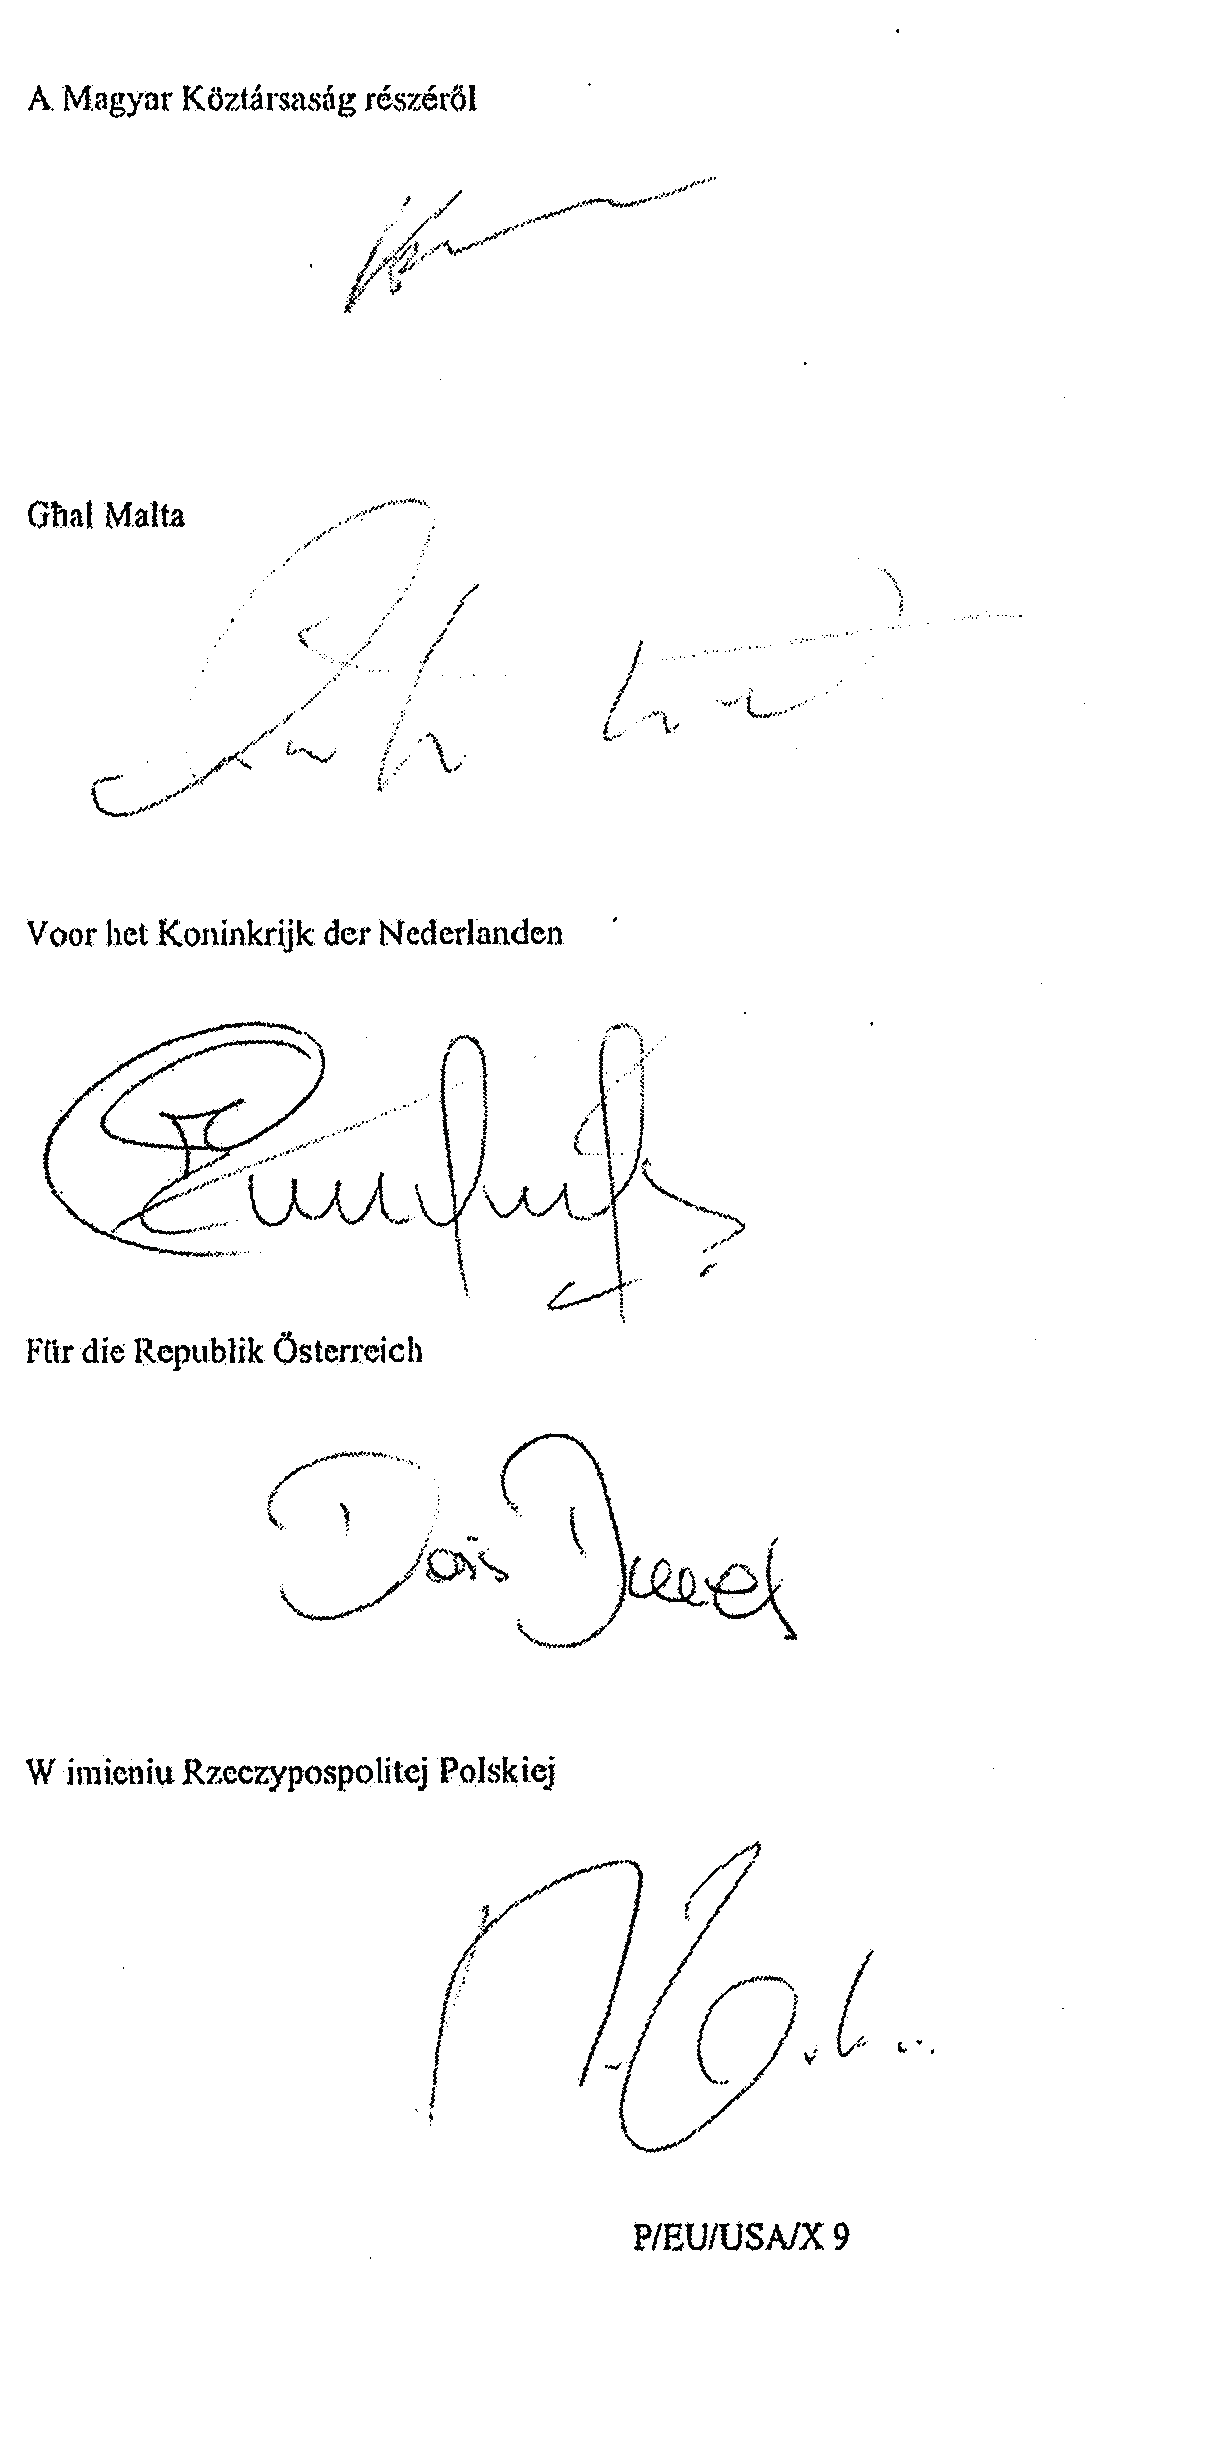 A Magyar Köztársaság részéről
Għal Malta
Voor het Koninkrijk der Nederlanden
Für die Republik Österreich
Doris
W imieniu Rzeczypospolitej Polskiej
P/EU/USA/X 9